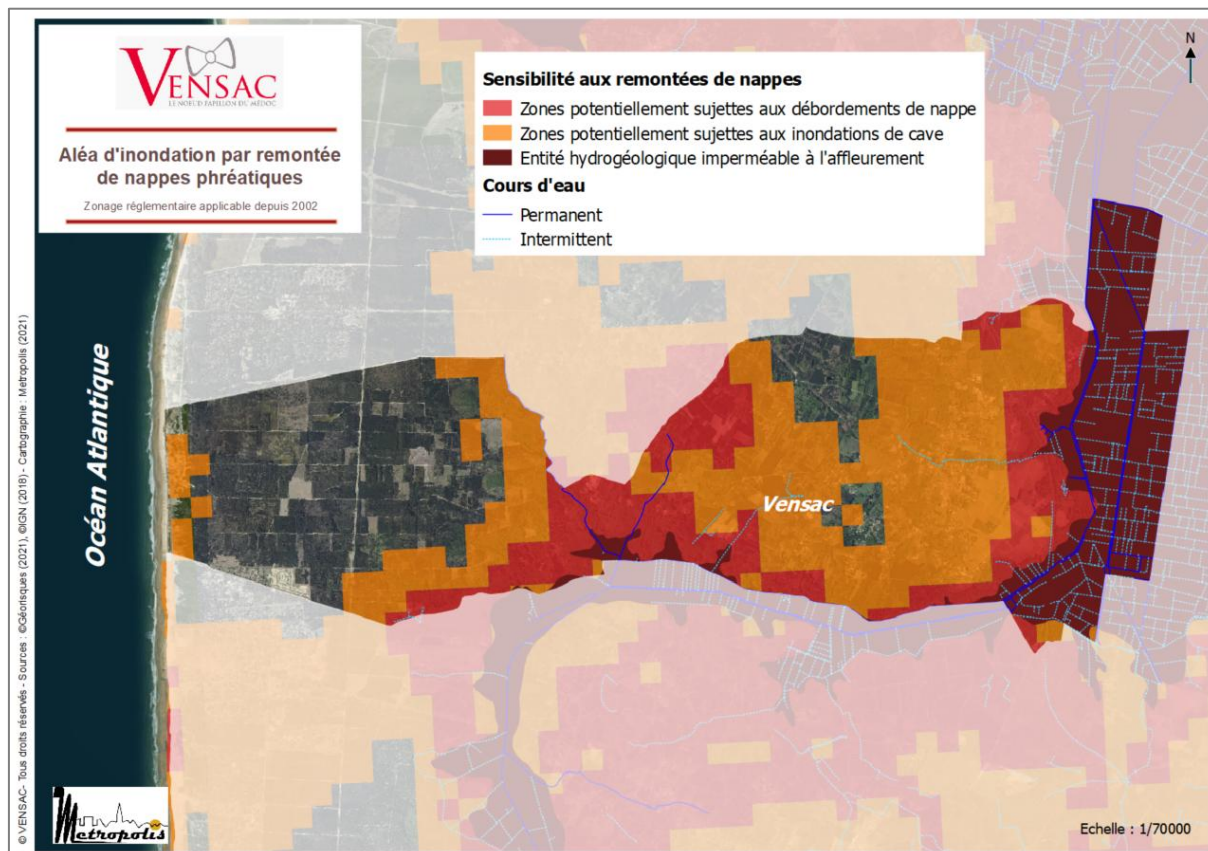 VENSAC
LE NOEUD PAPILLON DU MÉDOC
Aléa d'inondation par remontée
de nappes phréatiques
Zonage réglementaire applicable depuis 2002
Sensibilité aux remontées de nappes
Zones potentiellement sujettes aux débordements de nappe
Zones potentiellement sujettes aux inondations de cave
Entité hydrogéologique imperméable à l'affleurement
Cours d'eau
Permanent
Intermittent
N
Océan Atlantique
Vensac
© VENSAC- Tous droits réservés - Sources : ©Géorisques (2021), ©IGN (2018) - Cartographie : Metropolis (2021)
Metropolis
Echelle : 1/70000